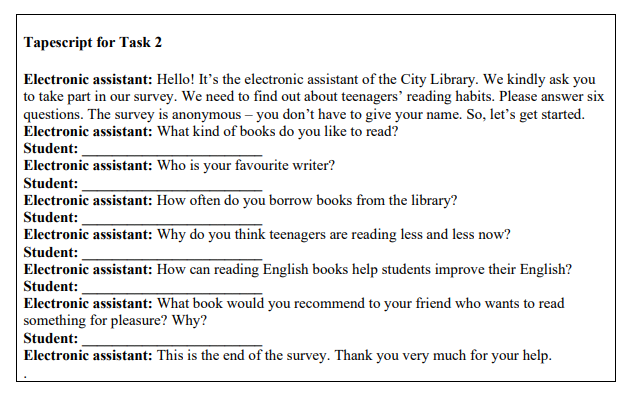 Tapescript for Task 2
Electronic assistant: Hello! It's the electronic assistant of the City Library. We kindly ask you
to take part in our survey. We need to find out about teenagers' reading habits. Please answer six
questions. The survey is anonymous – you don't have to give your name. So, let's get started.
Electronic assistant: What kind of books do you like to read?
Student: _________________________
Electronic assistant: Who is your favourite writer?
Student: _________________________
Electronic assistant: How often do you borrow books from the library?
Student: _________________________
Electronic assistant: Why do you think teenagers are reading less and less now?
Student: _________________________
Electronic assistant: How can reading English books help students improve their English?
Student: _________________________
Electronic assistant: What book would you recommend to your friend who wants to read
something for pleasure? Why?
Student: _________________________
Electronic assistant: This is the end of the survey. Thank you very much for your help.
.